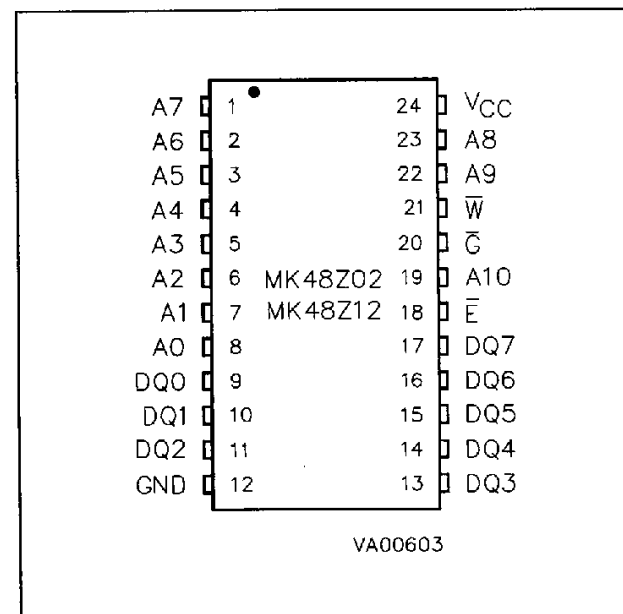 A7 1 24 VCC
A6 2 23 A8
A5 3 22 A9
A4 4 21 W̅
A3 5 20 G̅
A2 6 MK48Z02 19 A10
A1 7 MK48Z12 18 E̅
A0 8 17 DQ7
DQ0 9 16 DQ6
DQ1 10 15 DQ5
DQ2 11 14 DQ4
GND 12 13 DQ3
VA00603